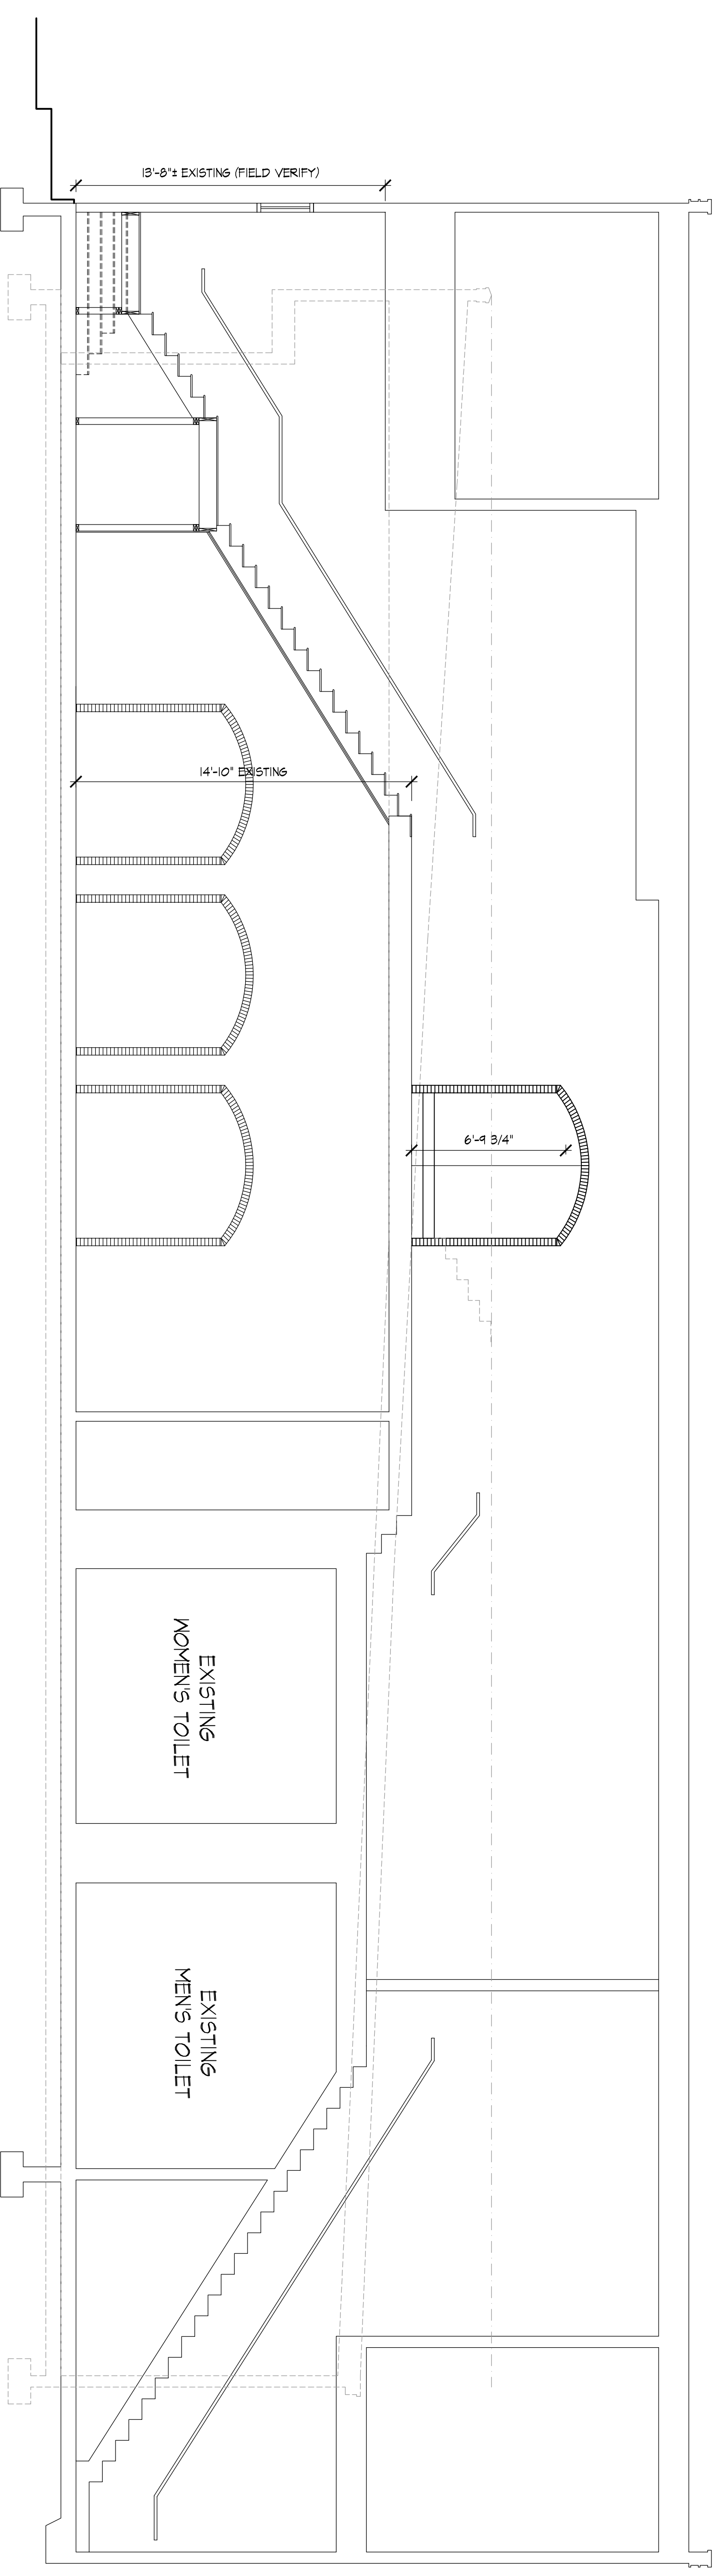 13'-8"± EXISTING (FIELD VERIFY)
14'-10" EXISTING
6'-9 3/4"
EXISTING
WOMEN'S TOILET
EXISTING
MEN'S TOILET